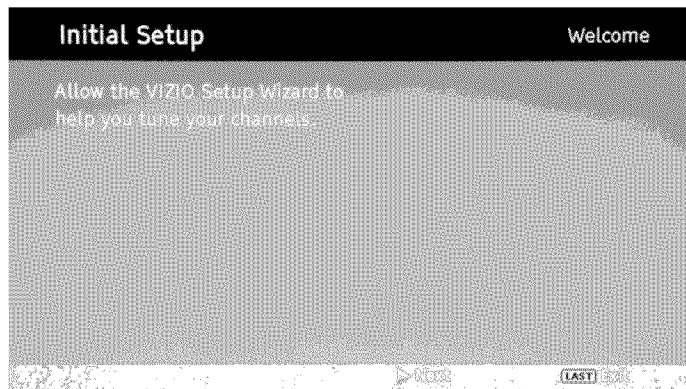 Initial Setup
Welcome
Allow the VIZIO Setup Wizard to
help you tune your channels.
LAST